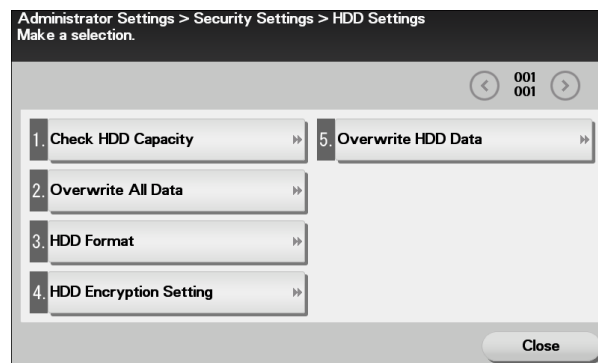 Administrator Settings > Security Settings > HDD Settings
Make a selection.
001
001
1. Check HDD Capacity
2. Overwrite All Data
3. HDD Format
4. HDD Encryption Setting
5. Overwrite HDD Data
Close